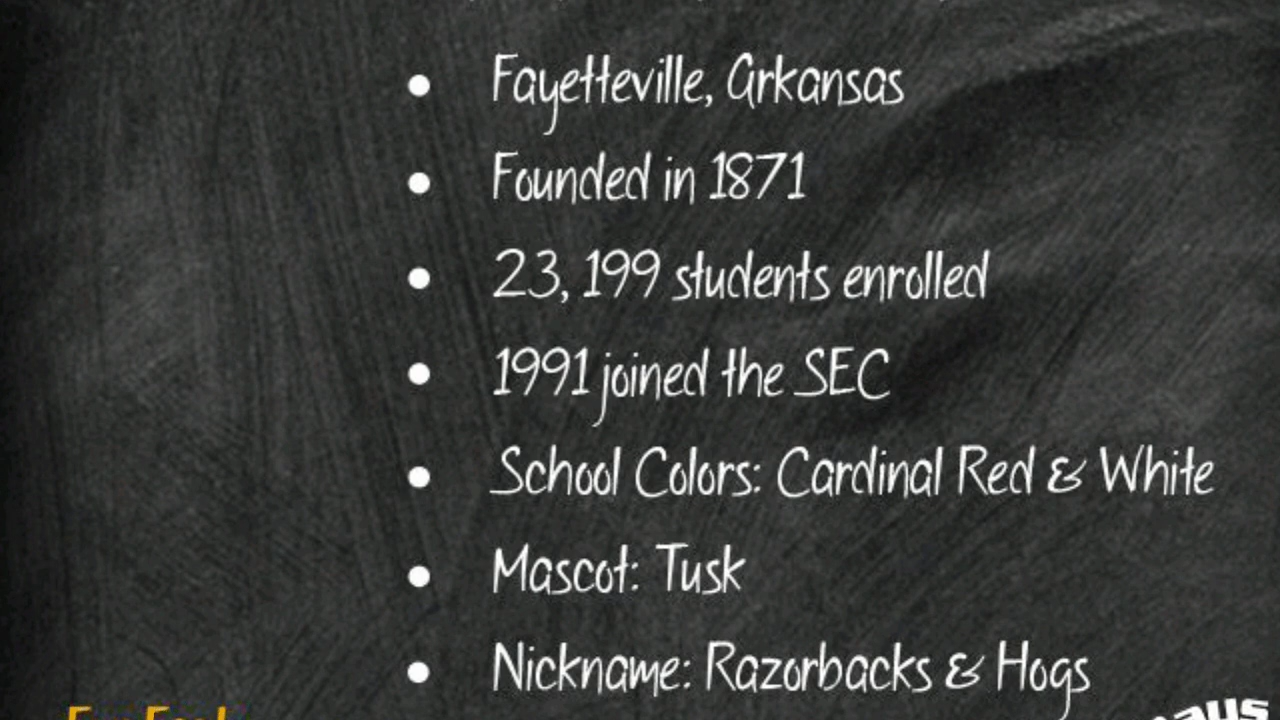 • Fayetteville, Arkansas
• Founded in 1871
• 23,199 students enrolled
• 1991 joined the SEC
• School Colors: Cardinal Red & White
• Mascot: Tusk
• Nickname: Razorbacks & Hogs